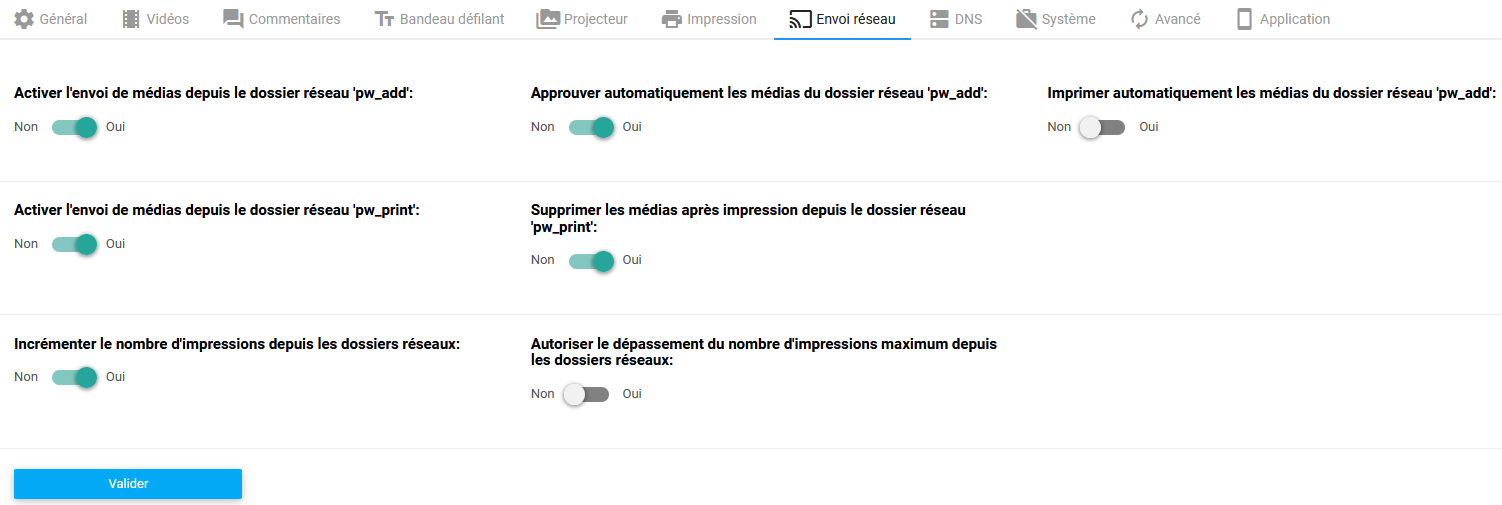 Général Vidéos Commentaires Bandeau défilant Projecteur Impression Envoi réseau DNS Système Avancé Application
Activer l'envoi de médias depuis le dossier réseau 'pw_add':
Non Oui
Approuver automatiquement les médias du dossier réseau 'pw_add':
Non Oui
Imprimer automatiquement les médias du dossier réseau 'pw_add':
Non Oui
Activer l'envoi de médias depuis le dossier réseau 'pw_print':
Non Oui
Supprimer les médias après impression depuis le dossier réseau
'pw_print':
Non Oui
Incrémenter le nombre d'impressions depuis les dossiers réseaux:
Non Oui
Autoriser le dépassement du nombre d'impressions maximum depuis
les dossiers réseaux:
Non Oui
Valider